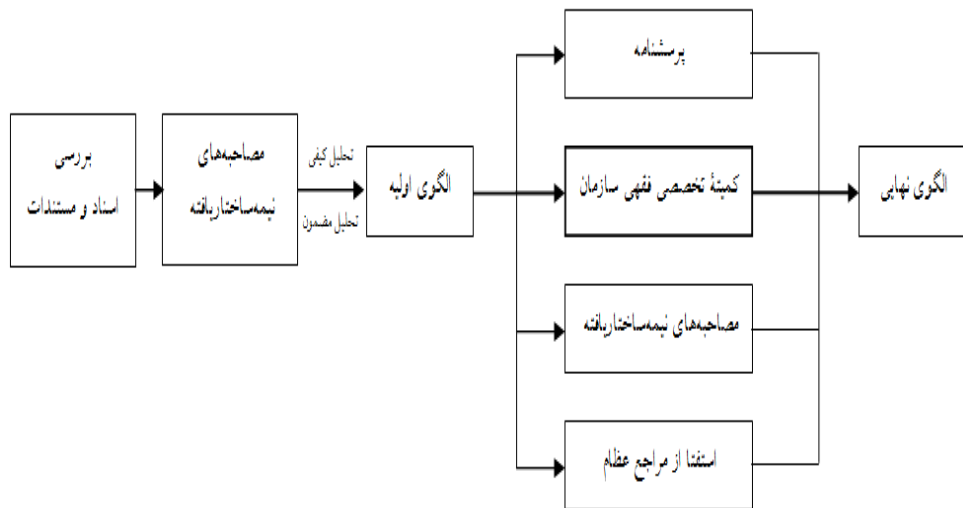 بررسی
اسناد و مستندات
مصاحبه‌های
نیمه‌ساختاریافته
تحلیل کیفی
تحلیل مضمون
الگوی اولیه
پرسشنامه
کمیتۀ تخصصی فقهی سازمان
مصاحبه‌های نیمه‌ساختاریافته
استفتا از مراجع عظام
الگوی نهایی